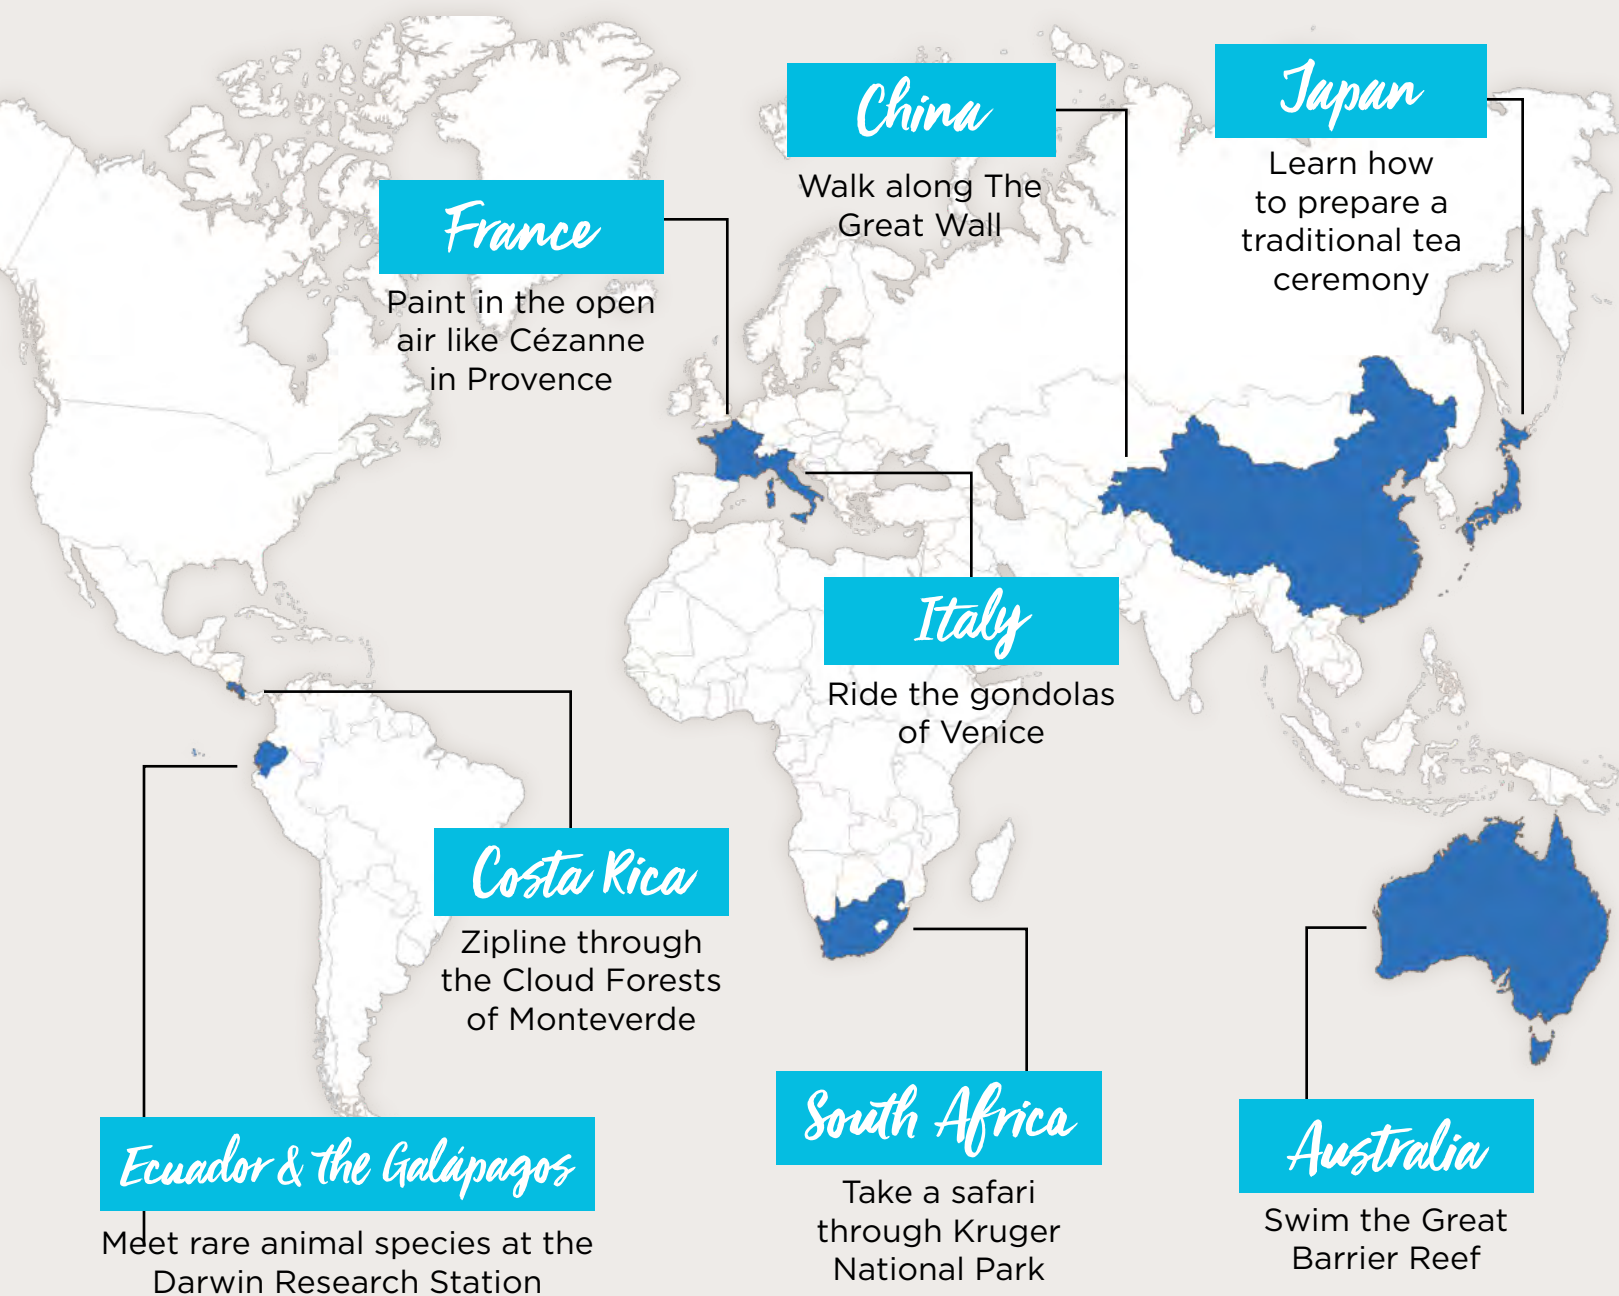 China
Walk along The
Great Wall
Japan
Learn how
to prepare a
traditional tea
ceremony
France
Paint in the open
air like Cézanne
in Provence
Italy
Ride the gondolas
of Venice
Costa Rica
Zipline through
the Cloud Forests
of Monteverde
Ecuador & the Galápagos
Meet rare animal species at the
Darwin Research Station
South Africa
Take a safari
through Kruger
National Park
Australia
Swim the Great
Barrier Reef